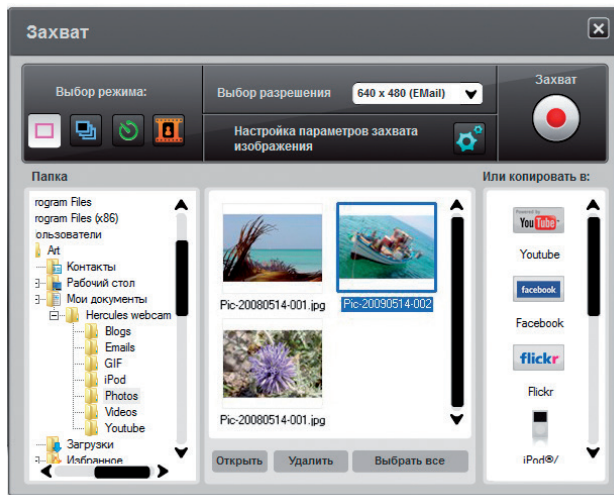 Захват
Выбор режима:
Выбор разрешения
640 x 480 (EMail)
Захват
Настройка параметров захвата
изображения
Папка
rogram Files
rogram Files (x86)
ользователи
Art
Контакты
Рабочий стол
Мои документы
Hercules webcam
Blogs
Emails
GIF
iPod
Photos
Videos
Youtube
Загрузки
Избранное
Pic-20080514-001.jpg
Pic-20090514-002
Pic-20080514-001.jpg
Открыть
Удалить
Выбрать все
Или копировать в:
Powered by
YouTube
Youtube
facebook
Facebook
flickr
Flickr
iPod®/